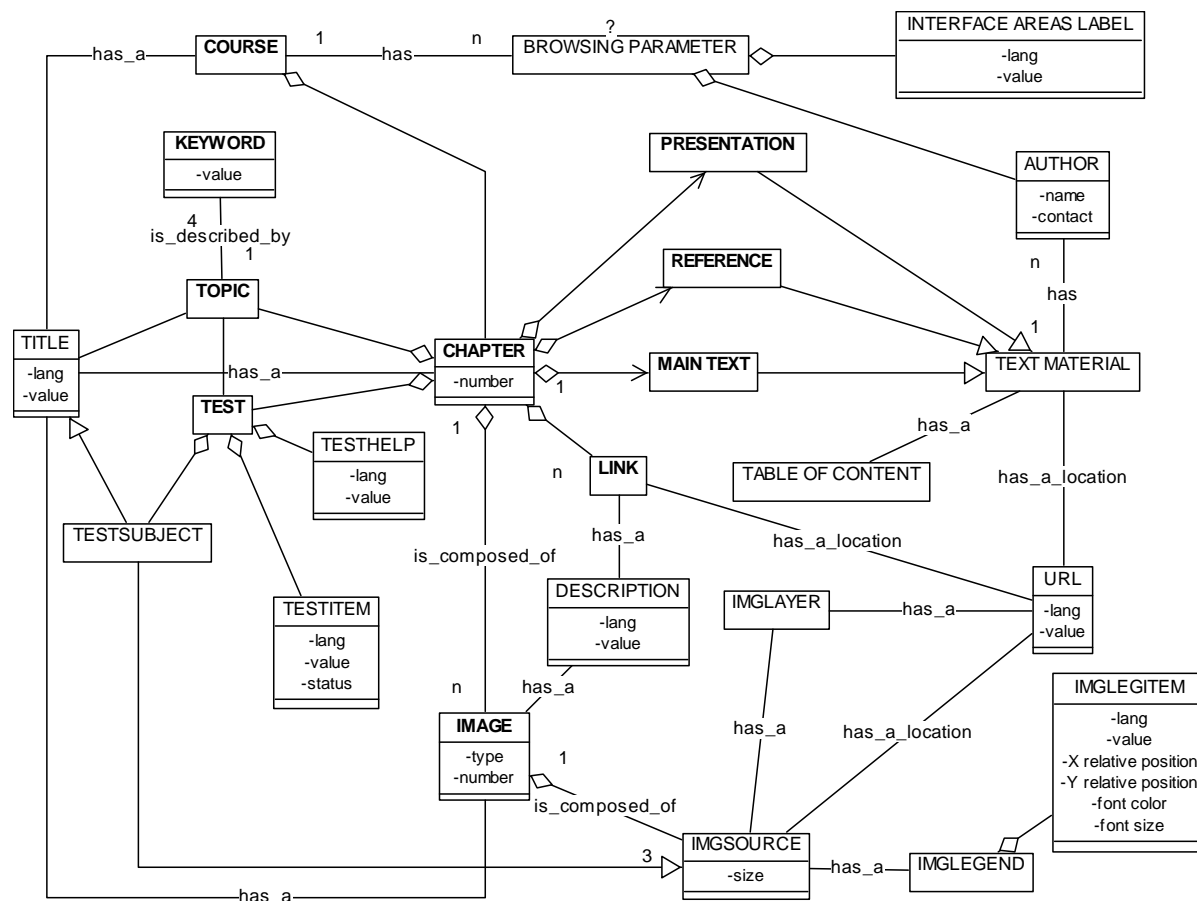 has_a
COURSE
1
has
n
?
BROWSING PARAMETER
INTERFACE AREAS LABEL
-lang
-value
KEYWORD
-value
4
is_described_by
1
PRESENTATION
AUTHOR
-name
-contact
n
has
1
REFERENCE
TOPIC
TITLE
-lang
-value
has_a
CHAPTER
-number
1
MAIN TEXT
TEXT MATERIAL
TEST
1
TESTHELP
-lang
-value
n
LINK
has_a
TABLE OF CONTENT
has_a_location
TESTSUBJECT
is_composed_of
has_a
has_a_location
TESTITEM
-lang
-value
-status
DESCRIPTION
-lang
-value
IMGLAYER
has_a
URL
-lang
-value
n
has_a
IMAGE
-type
-number
1
is_composed_of
has_a
has_a_location
IMGLEGITEM
-lang
-value
-X relative position
-Y relative position
-font color
-font size
3
IMGSOURCE
-size
has_a
IMGLEGEND
has_a